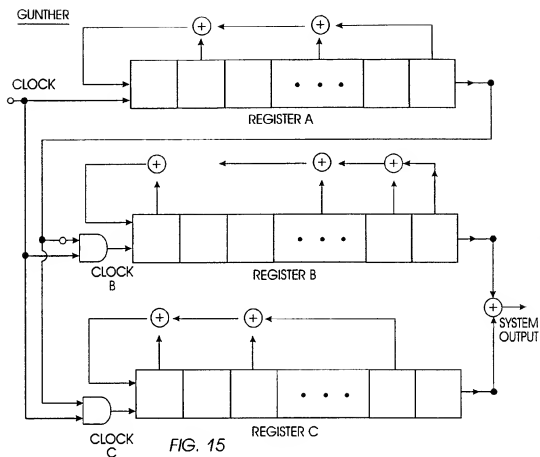 GUNTHER
CLOCK
REGISTER A
CLOCK
B
REGISTER B
SYSTEM
OUTPUT
CLOCK
C
REGISTER C
FIG. 15